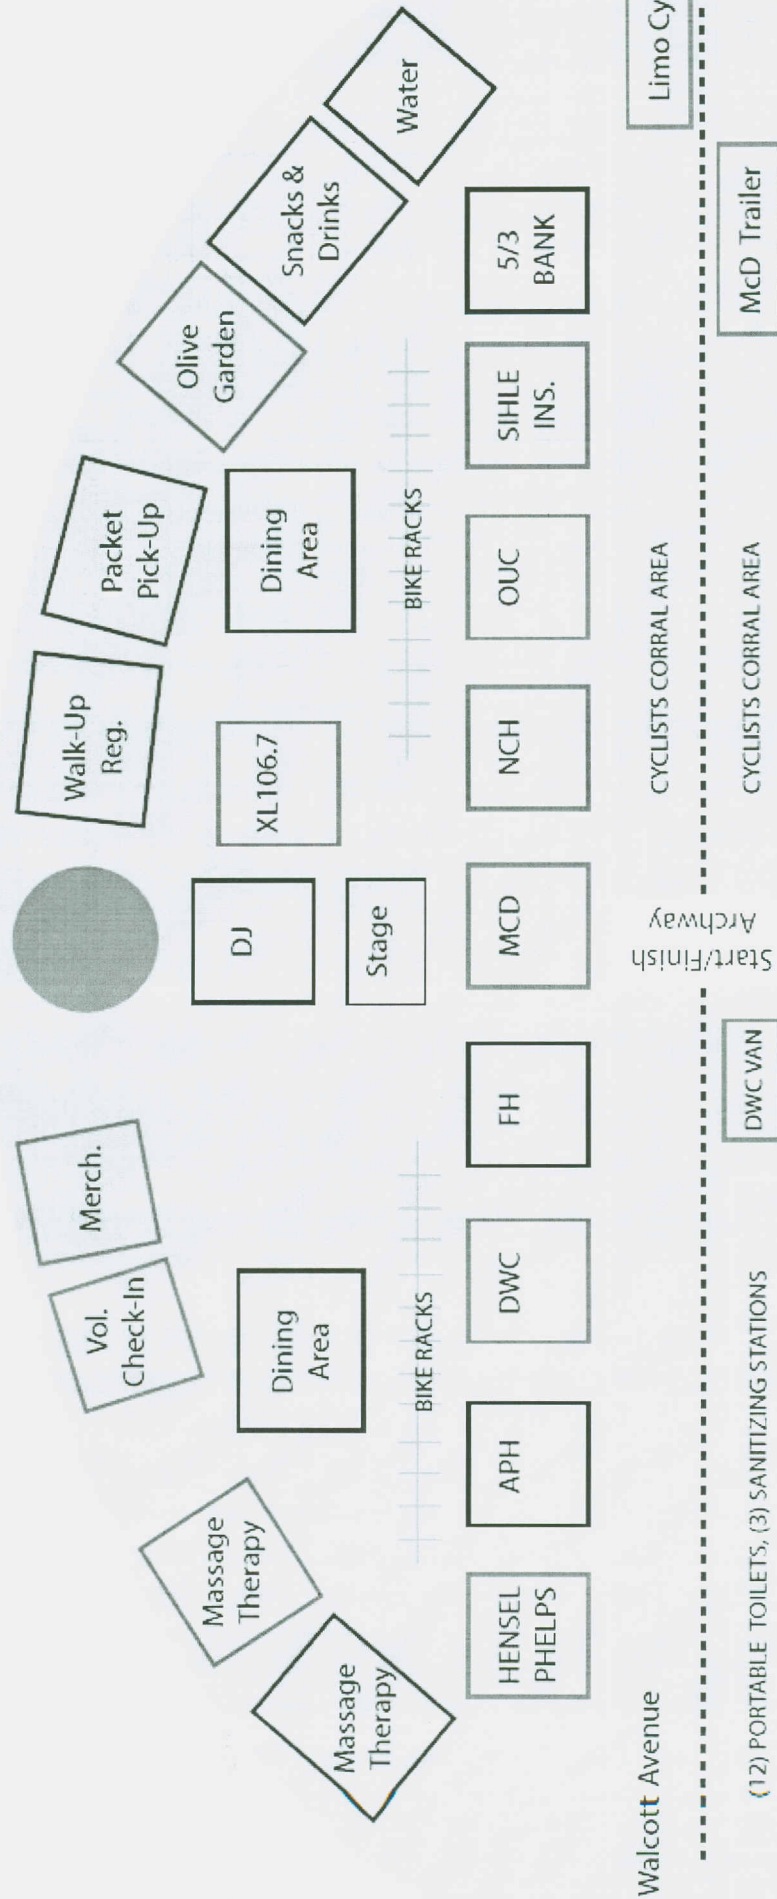 Massage
Therapy
Massage
Therapy
Vol.
Check-In
Merch.
Walk-Up
Reg.
Packet
Pick-Up
Olive
Garden
Snacks &
Drinks
Water
Dining
Area
DJ
Stage
XL106.7
Dining
Area
BIKE RACKS
BIKE RACKS
HENSEL
PHELPS
APH
DWC
FH
MCD
NCH
OUC
SIHLE
INS.
5/3
BANK
Walcott Avenue
Start/Finish
Archway
CYCLISTS CORRAL AREA
Limo Cy
(12) PORTABLE TOILETS, (3) SANITIZING STATIONS
DWC VAN
CYCLISTS CORRAL AREA
McD Trailer